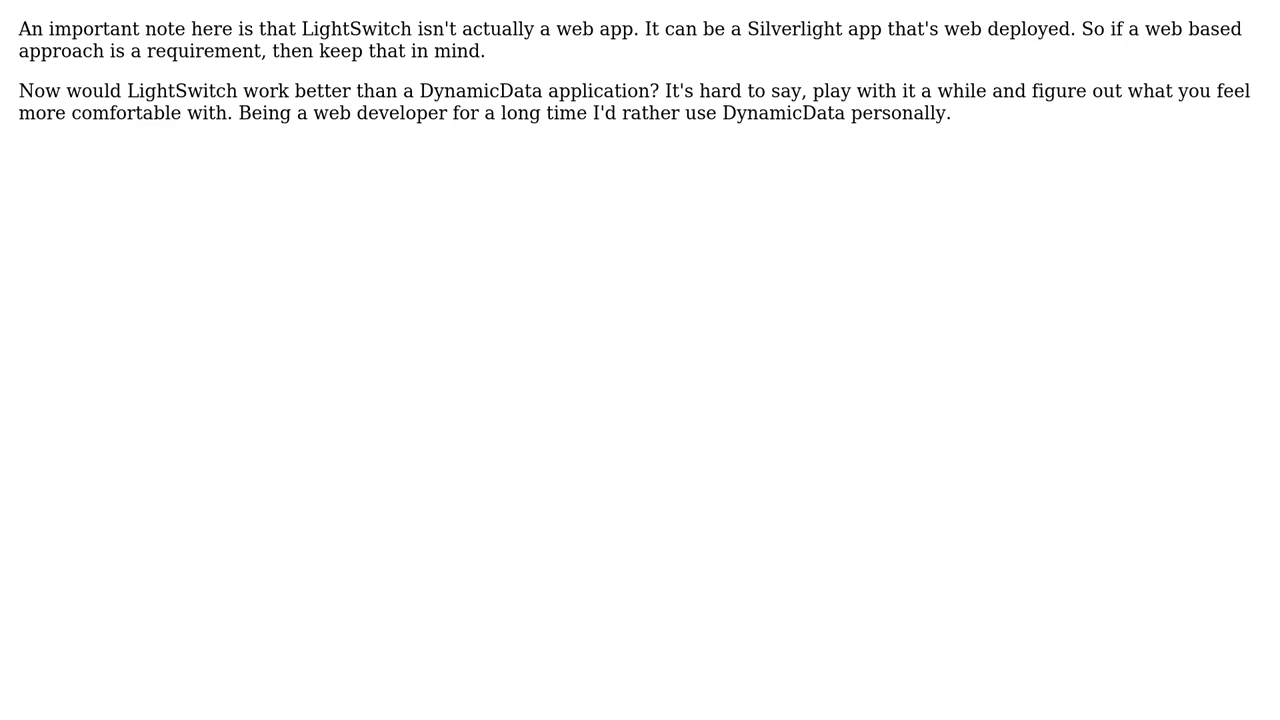 An important note here is that LightSwitch isn't actually a web app. It can be a Silverlight app that's web deployed. So if a web based
approach is a requirement, then keep that in mind.
Now would LightSwitch work better than a DynamicData application? It's hard to say, play with it a while and figure out what you feel
more comfortable with. Being a web developer for a long time I'd rather use DynamicData personally.